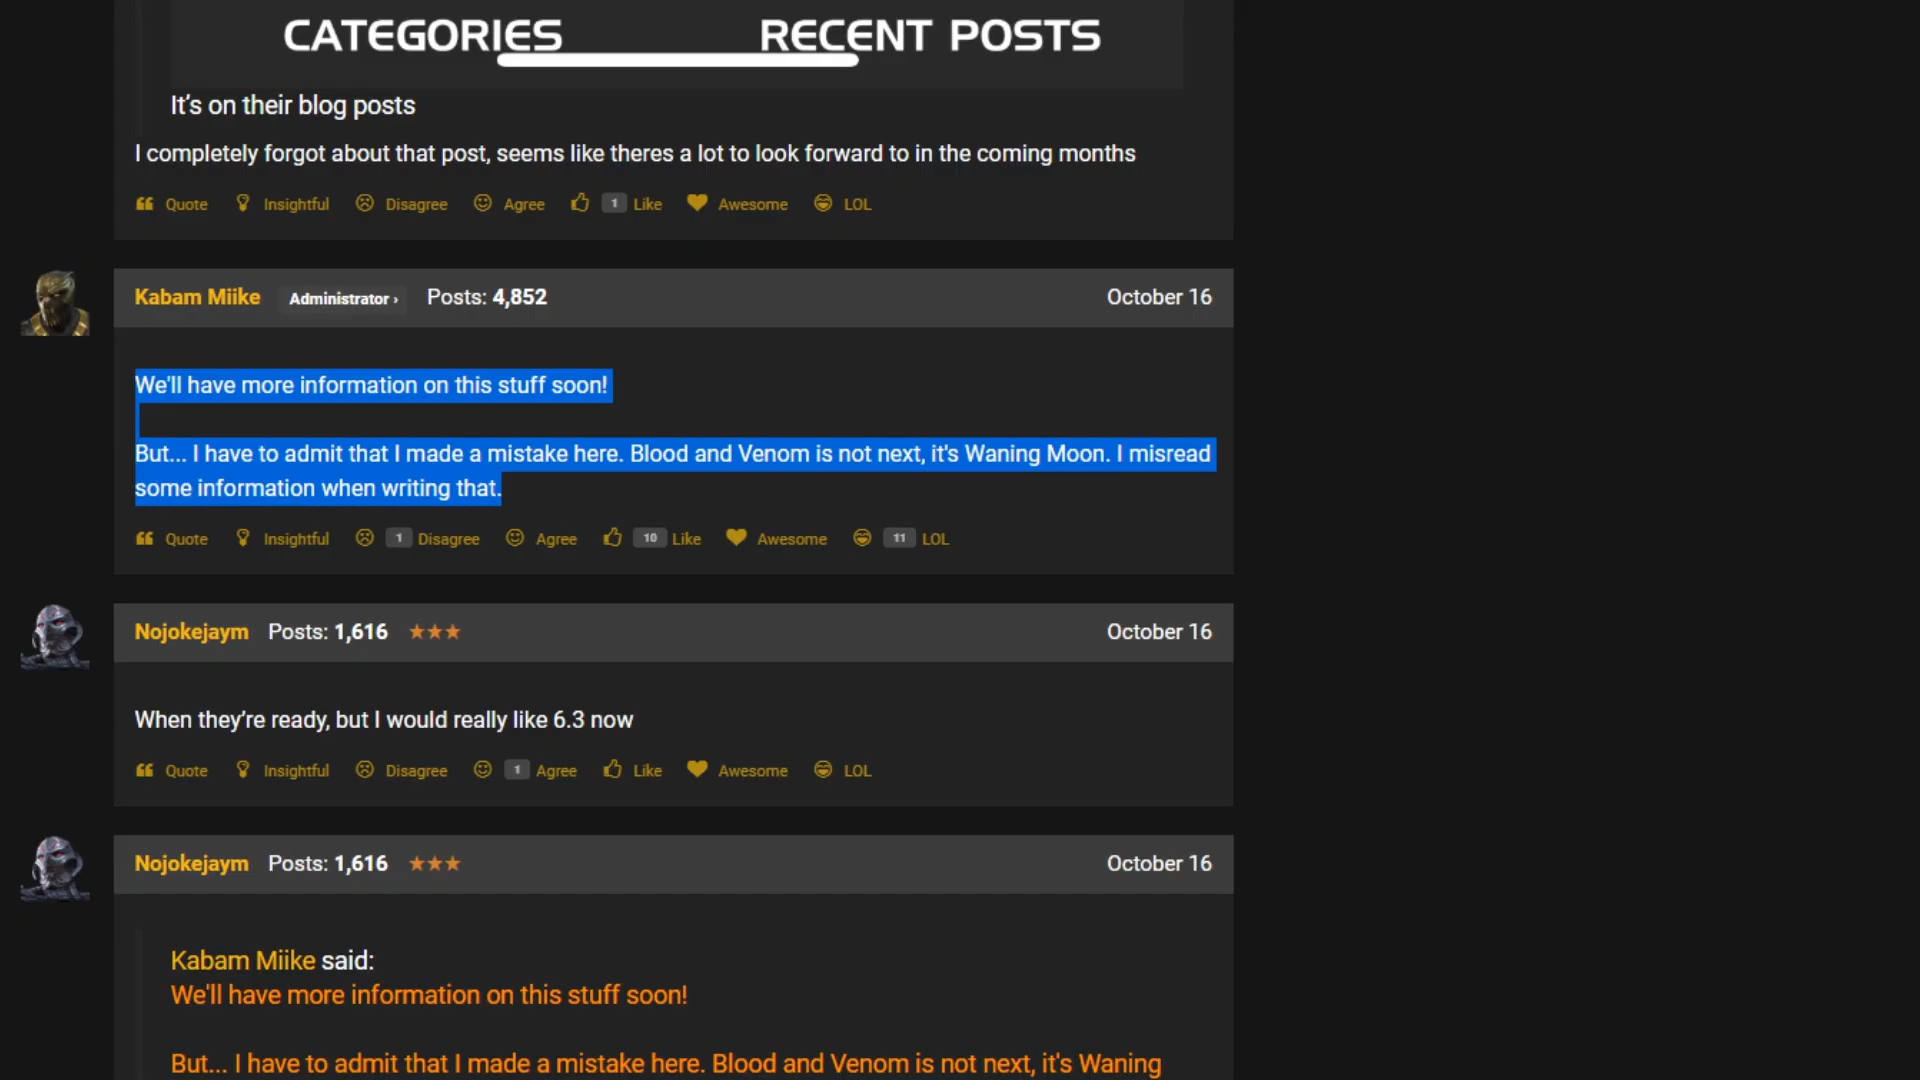 CATEGORIES RECENT POSTS
It's on their blog posts
I completely forgot about that post, seems like theres a lot to look forward to in the coming months
Quote Insightful Disagree Agree 1 Like Awesome LOL
Kabam Miike Administrator › Posts: 4,852 October 16
We'll have more information on this stuff soon!
But... I have to admit that I made a mistake here. Blood and Venom is not next, it's Waning Moon. I misread
some information when writing that.
Quote Insightful 1 Disagree Agree 10 Like Awesome 11 LOL
Nojokejaym Posts: 1,616 ★★★ October 16
When they're ready, but I would really like 6.3 now
Quote Insightful Disagree 1 Agree Like Awesome LOL
Nojokejaym Posts: 1,616 ★★★ October 16
Kabam Miike said:
We'll have more information on this stuff soon!
But... I have to admit that I made a mistake here. Blood and Venom is not next, it's Waning